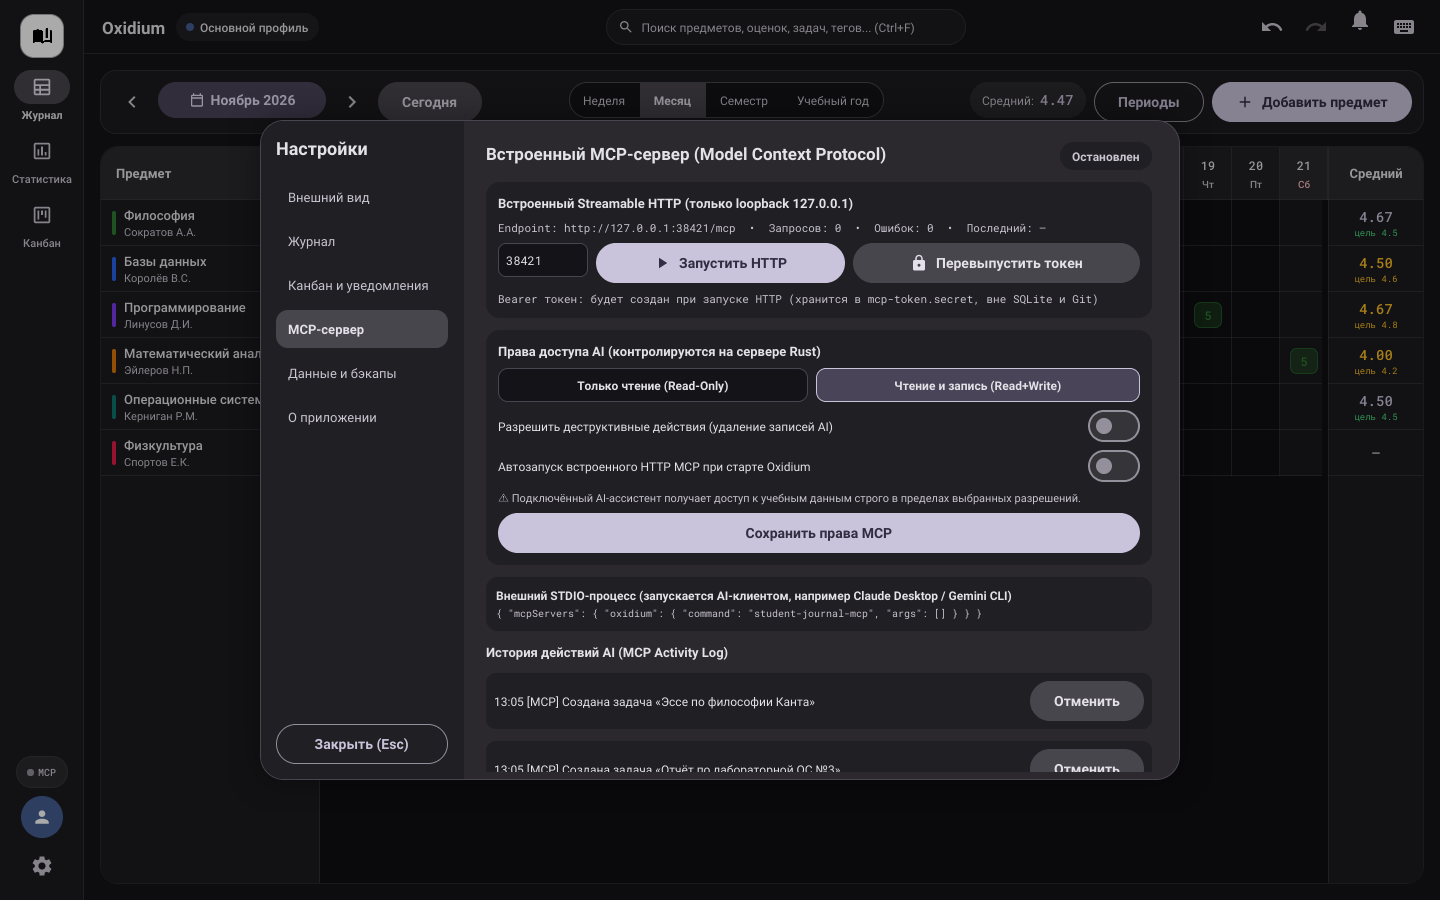 Oxidium
Основной профиль
Поиск предметов, оценок, задач, тегов... (Ctrl+F)
Журнал
Статистика
Канбан
MCP
Ноябрь 2026
Сегодня
Неделя
Месяц
Семестр
Учебный год
Средний: 4.47
Периоды
Добавить предмет
Предмет
19
Чт
20
Пт
21
Сб
Средний
Философия
Сократов А.А.
4.67
цель 4.5
Базы данных
Королёв В.С.
4.50
цель 4.6
Программирование
Линусов Д.И.
5
4.67
цель 4.8
Математический анал
Эйлеров Н.П.
5
4.00
цель 4.2
Операционные систем
Керниган Р.М.
4.50
цель 4.5
Физкультура
Спортов Е.К.
—
Настройки
Внешний вид
Журнал
Канбан и уведомления
MCP-сервер
Данные и бэкапы
О приложении
Закрыть (Esc)
Встроенный MCP-сервер (Model Context Protocol)
Остановлен
Встроенный Streamable HTTP (только loopback 127.0.0.1)
Endpoint: http://127.0.0.1:38421/mcp • Запросов: 0 • Ошибок: 0 • Последний: —
38421
Запустить HTTP
Перевыпустить токен
Bearer токен: будет создан при запуске HTTP (хранится в mcp-token.secret, вне SQLite и Git)
Права доступа AI (контролируются на сервере Rust)
Только чтение (Read-Only)
Чтение и запись (Read+Write)
Разрешить деструктивные действия (удаление записей AI)
Автозапуск встроенного HTTP MCP при старте Oxidium
⚠ Подключённый AI-ассистент получает доступ к учебным данным строго в пределах выбранных разрешений.
Сохранить права MCP
Внешний STDIO-процесс (запускается AI-клиентом, например Claude Desktop / Gemini CLI)
{ "mcpServers": { "oxidium": { "command": "student-journal-mcp", "args": [] } } }
История действий AI (MCP Activity Log)
13:05 [MCP] Создана задача «Эссе по философии Канта»
Отменить
13:05 [MCP] Создана задача «Отчёт по лабораторной ОС №3»
Отменить